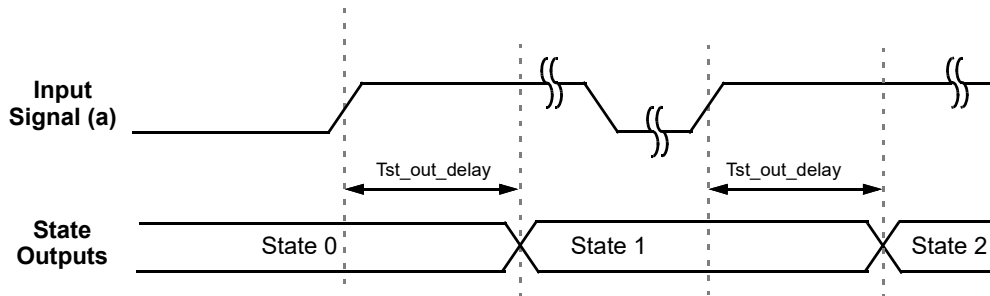 Input
Signal (a)
Tst_out_delay
Tst_out_delay
State
Outputs
State 0
State 1
State 2